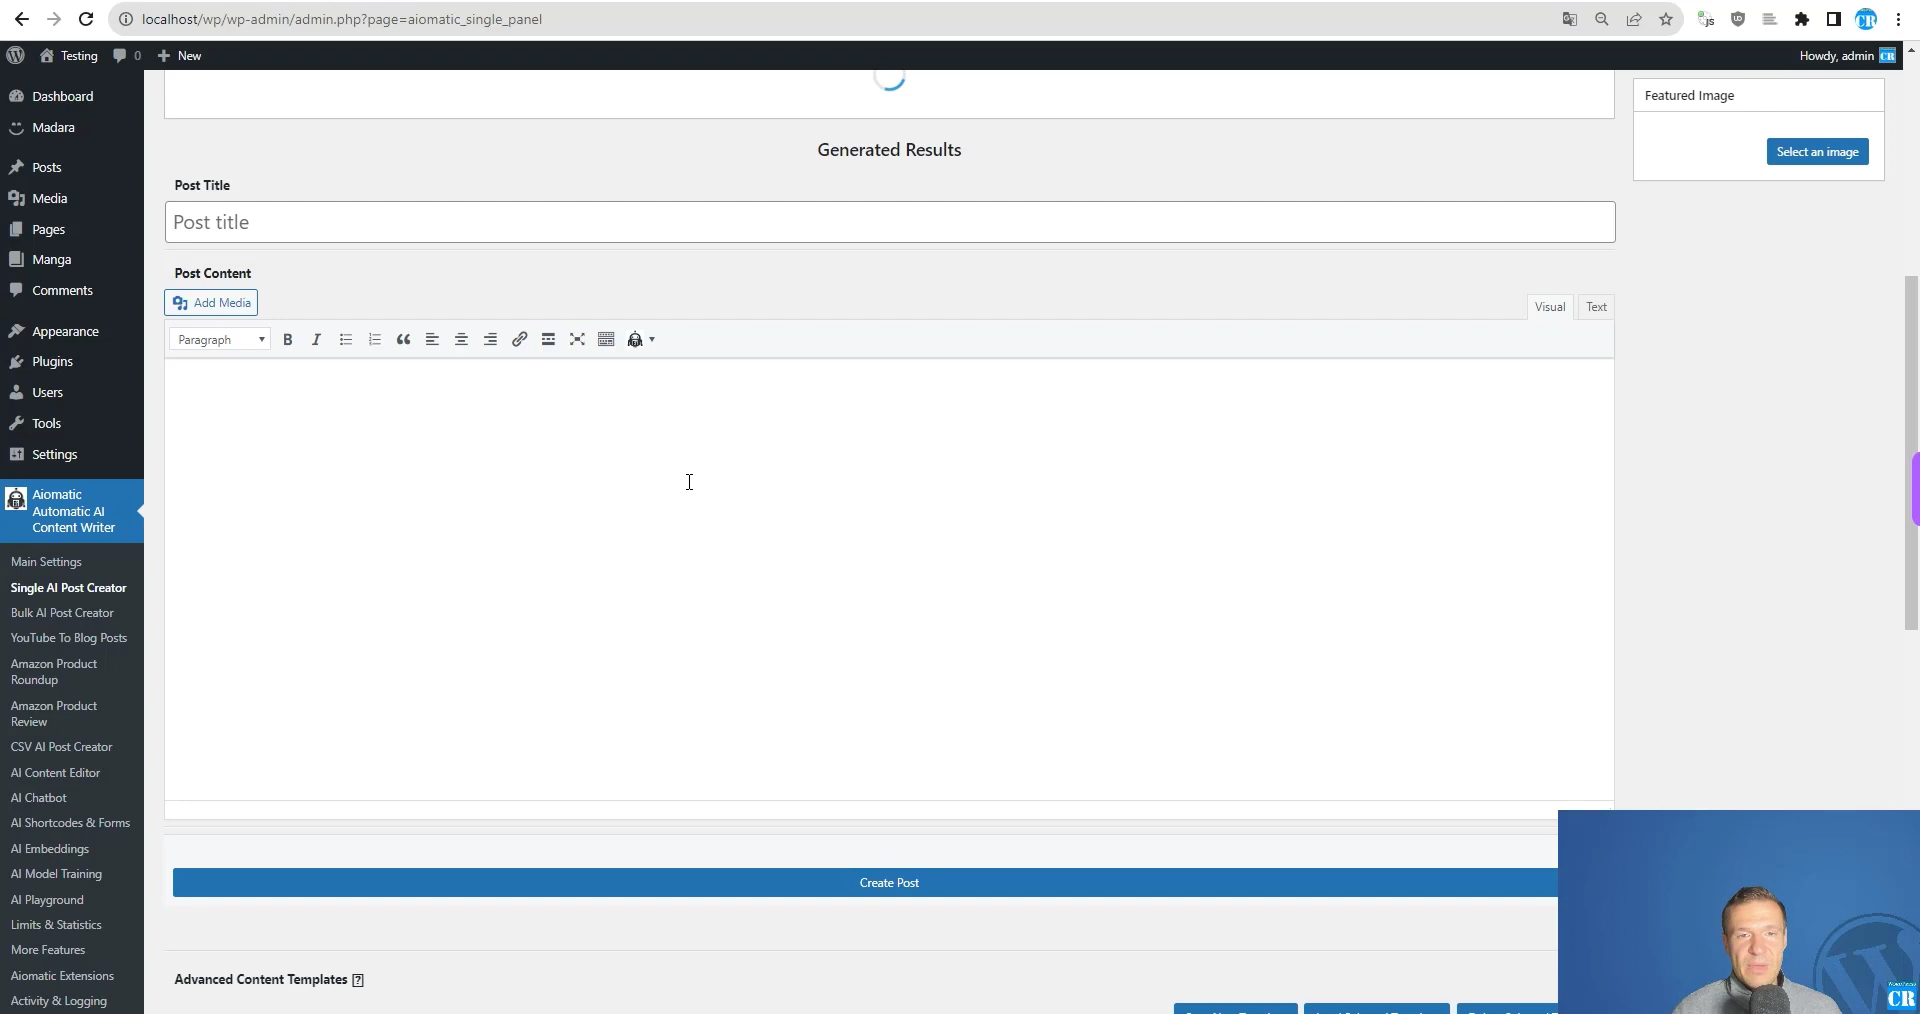 localhost/wp/wp-admin/admin.php?page=aiomatic_single_panel
Testing
0
New
Howdy, admin
CR
Dashboard
Madara
Posts
Media
Pages
Manga
Comments
Appearance
Plugins
Users
Tools
Settings
Aiomatic
Automatic AI
Content Writer
Main Settings
Single AI Post Creator
Bulk AI Post Creator
YouTube To Blog Posts
Amazon Product
Roundup
Amazon Product
Review
CSV AI Post Creator
AI Content Editor
AI Chatbot
AI Shortcodes & Forms
AI Embeddings
AI Model Training
AI Playground
Limits & Statistics
More Features
Aiomatic Extensions
Activity & Logging
Generated Results
Post Title
Post title
Post Content
Add Media
Visual
Text
Paragraph
Create Post
Advanced Content Templates [?]
Featured Image
Select an image
CR